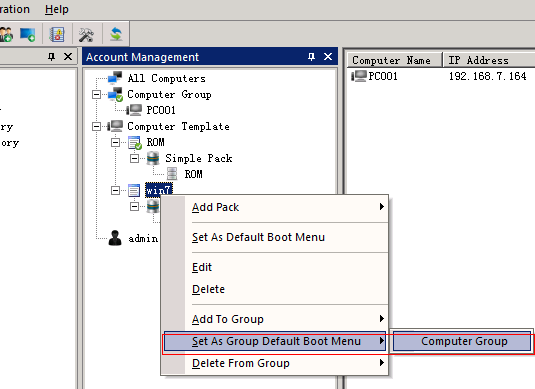 ration Help
Account Management
All Computers
Computer Group
PC001
Computer Template
ROM
Simple Pack
ROM
win7
admin
ry
ory
Computer Name IP Address
PC001 192.168.7.164
Add Pack
Set As Default Boot Menu
Edit
Delete
Add To Group
Set As Group Default Boot Menu
Computer Group
Delete From Group